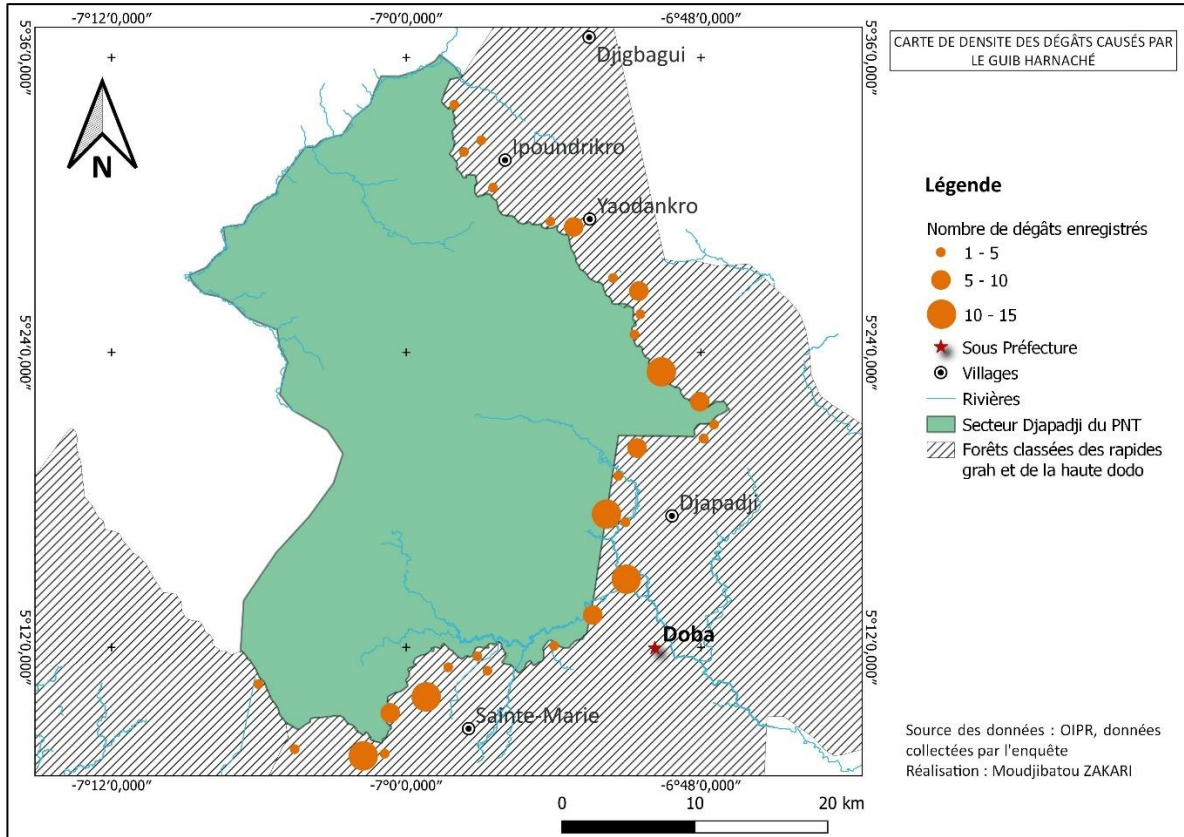 -7°12'0,000"
-7°00'0,000"
-6°48'0,000"
5°36'0,000"
5°36'0,000"
CARTE DE DENSITE DES DÉGÂTS CAUSÉS PAR
LE GUIB HARNACHÉ
Djigbagui
N
Ipoundrikro
Yaodankro
Légende
Nombre de dégâts enregistrés
1 - 5
5 - 10
10 - 15
Sous Préfecture
Villages
Rivières
Secteur Djapadji du PNT
Forêts classées des rapides
grah et de la haute dodo
5°24'0,000"
5°24'0,000"
Djapadji
5°12'0,000"
5°12'0,000"
Doba
Sainte-Marie
Source des données : OIPR, données
collectées par l'enquête
Réalisation : Moudjibatou ZAKARI
-7°12'0,000"
-7°00'0,000"
-6°48'0,000"
0
10
20 km